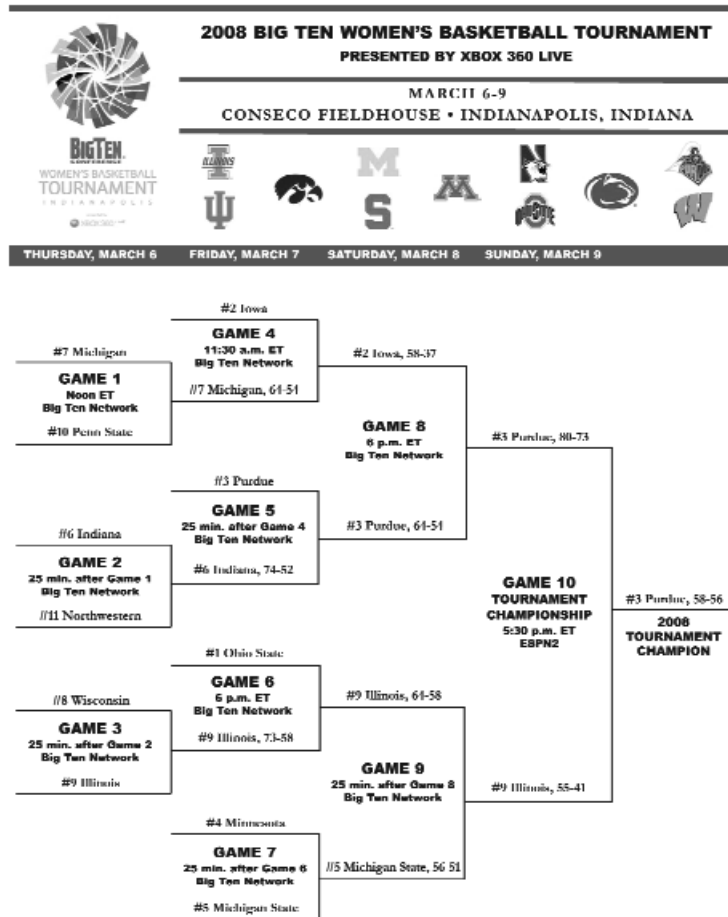 2008 BIG TEN WOMEN'S BASKETBALL TOURNAMENT
PRESENTED BY XBOX 360 LIVE
MARCH 6-9
CONSECO FIELDHOUSE • INDIANAPOLIS, INDIANA
BIG TEN
CONFERENCE
WOMEN'S BASKETBALL
TOURNAMENT
INDIANAPOLIS
XBOX 360
ILLINOIS
M
M
N
S
OHIO STATE
W
THURSDAY, MARCH 6
FRIDAY, MARCH 7
SATURDAY, MARCH 8
SUNDAY, MARCH 9
#7 Michigan
GAME 1
Noon ET
Big Ten Network
#10 Penn State
#6 Indiana
GAME 2
25 min. after Game 1
Big Ten Network
#11 Northwestern
#8 Wisconsin
GAME 3
25 min. after Game 2
Big Ten Network
#9 Illinois
#2 Iowa
GAME 4
11:30 a.m. ET
Big Ten Network
#7 Michigan, 64-54
#3 Purdue
GAME 5
25 min. after Game 4
Big Ten Network
#6 Indiana, 74-52
#1 Ohio State
GAME 6
6 p.m. ET
Big Ten Network
#9 Illinois, 73-58
#4 Minnesota
GAME 7
25 min. after Game 6
Big Ten Network
#5 Michigan State
#2 Iowa, 58-37
GAME 8
6 p.m. ET
Big Ten Network
#3 Purdue, 64-54
#9 Illinois, 64-58
GAME 9
25 min. after Game 8
Big Ten Network
#5 Michigan State, 56-51
#3 Purdue, 80-73
GAME 10
TOURNAMENT
CHAMPIONSHIP
5:30 p.m. ET
ESPN2
#9 Illinois, 55-41
#3 Purdue, 58-56
2008
TOURNAMENT
CHAMPION